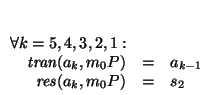 ∀k = 5, 4, 3, 2, 1 :
tran(a_k, m_0P) = a_{k−1}
res(a_k, m_0P) = s_2